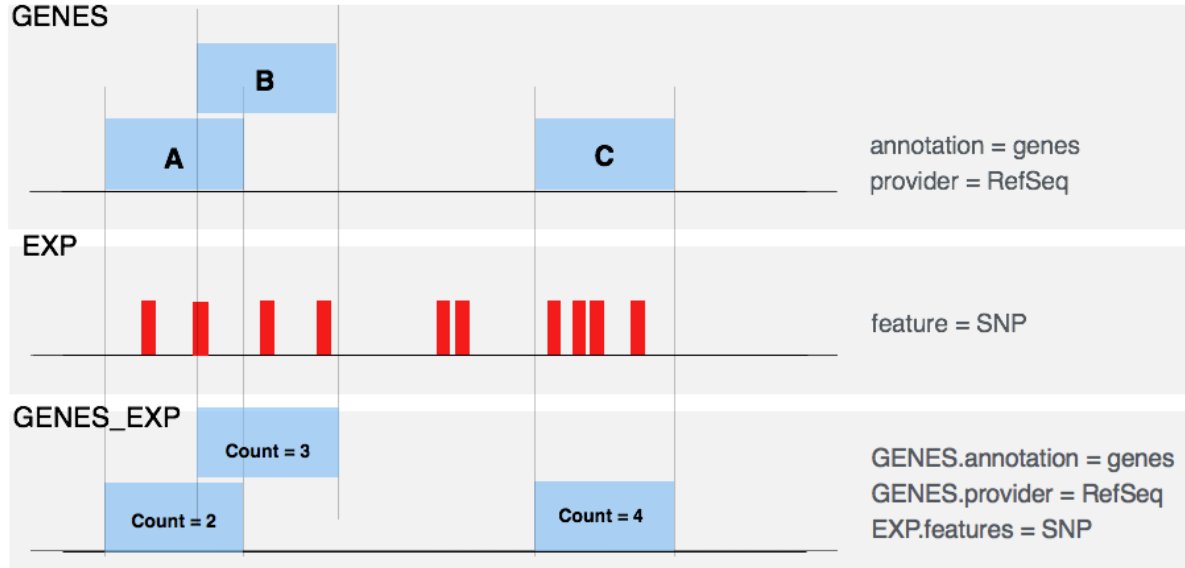 GENES
B
A
C
annotation = genes
provider = RefSeq
EXP
feature = SNP
GENES_EXP
Count = 3
Count = 2
Count = 4
GENES.annotation = genes
GENES.provider = RefSeq
EXP.features = SNP